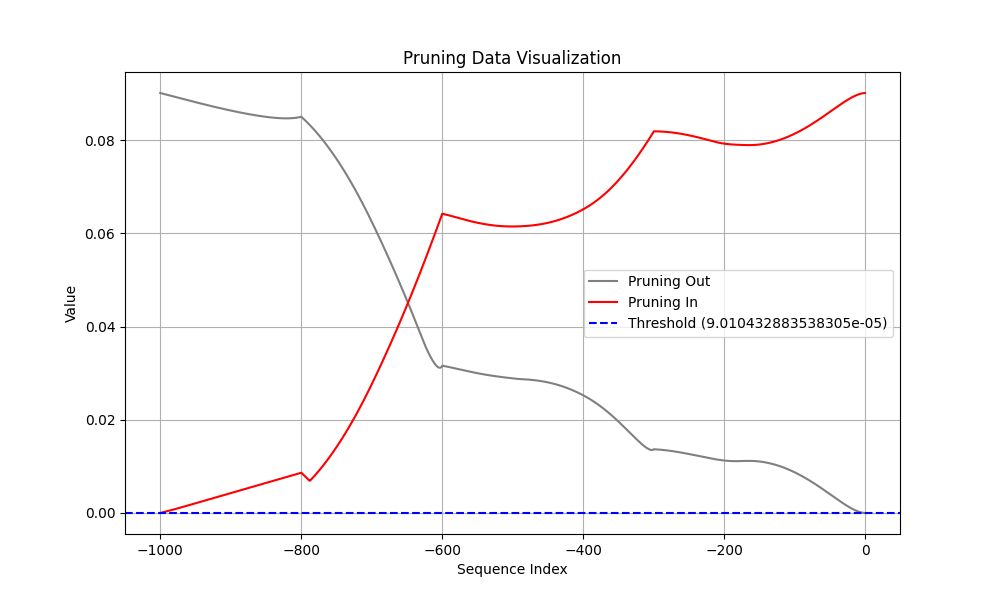 Pruning Data Visualization
0.08
0.06
0.04
0.02
0.00
Value
Pruning Out
Pruning In
Threshold (9.010432883538305e-05)
−1000 −800 −600 −400 −200 0
Sequence Index